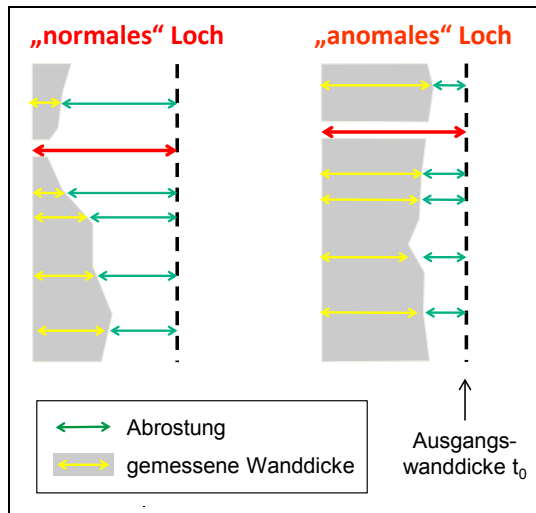 „normales“ Loch
„anomales“ Loch
Abrostung
gemessene Wanddicke
Ausgangs-
wanddicke t₀